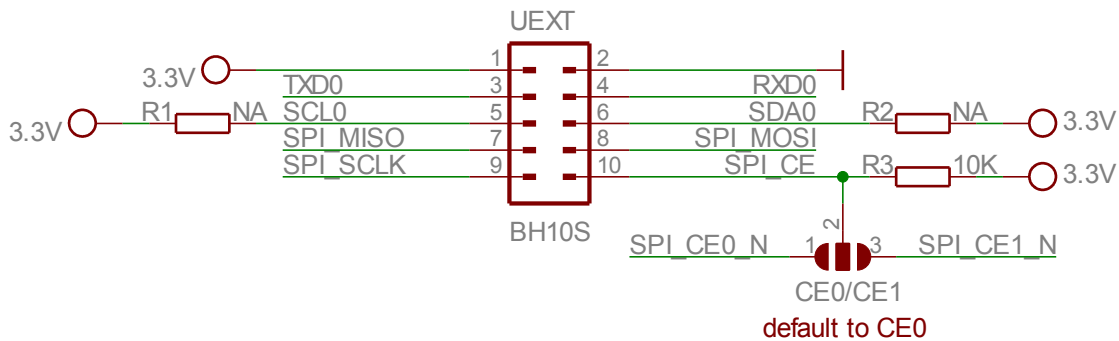 UEXT
3.3V 1 2
TXD0 3 4 RXD0
3.3V R1 NA SCL0 5 6 SDA0 R2 NA 3.3V
SPI_MISO 7 8 SPI_MOSI
SPI_SCLK 9 10 SPI_CE R3 10K 3.3V
BH10S
2
SPI_CE0_N 1 3 SPI_CE1_N
CE0/CE1
default to CE0